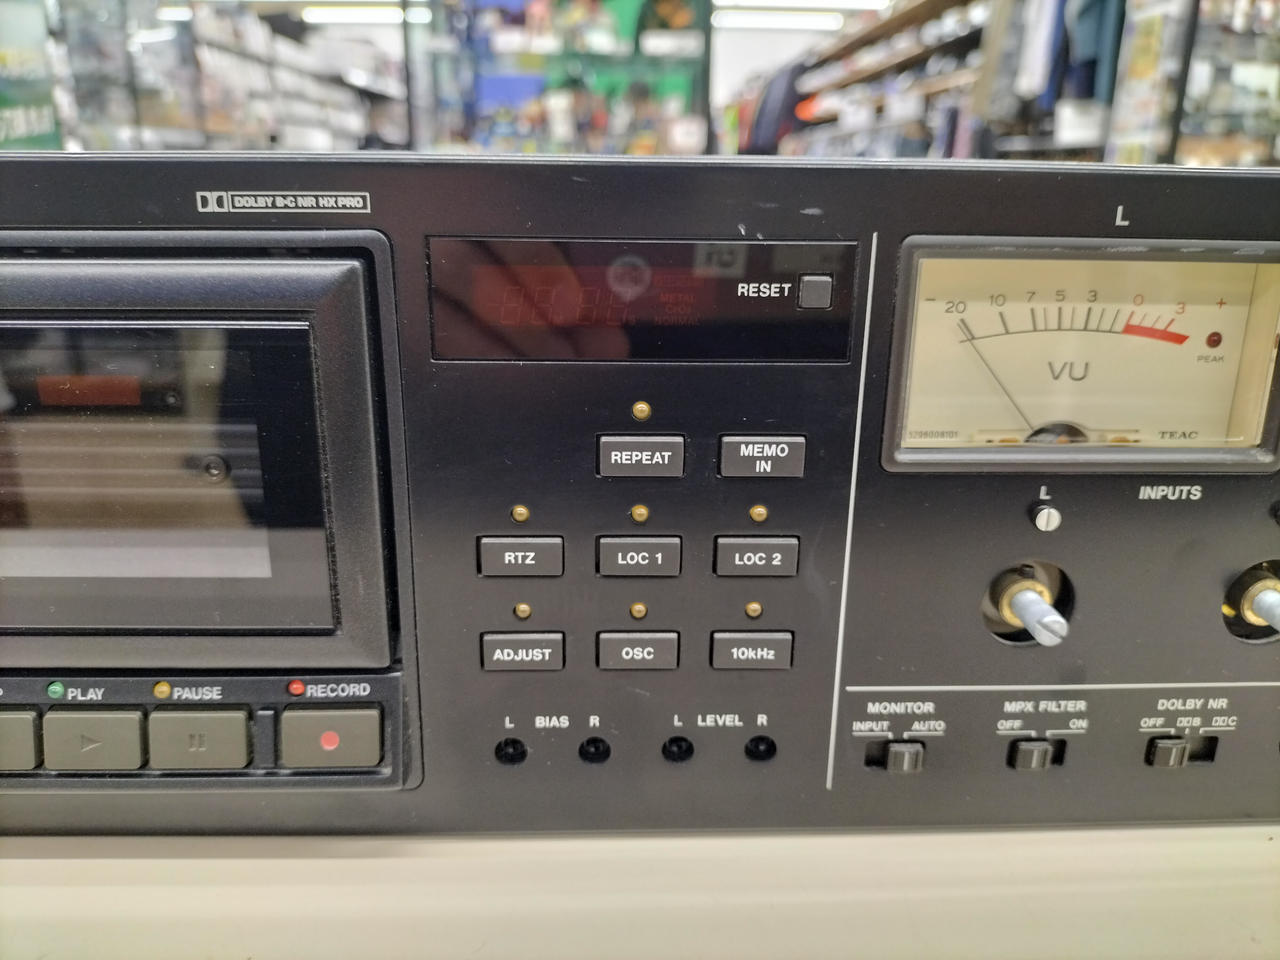 DOLBY B·C NR HX PRO
L
RESET
METAL
CrO2
NORMAL
- 20 10 7 5 3 0 3 +
PEAK
VU
5296008101
TEAC
REPEAT
MEMO
IN
RTZ
LOC 1
LOC 2
ADJUST
OSC
10kHz
L BIAS R
L LEVEL R
PLAY
PAUSE
RECORD
L
INPUTS
MONITOR
INPUT AUTO
MPX FILTER
OFF ON
DOLBY NR
OFF B C